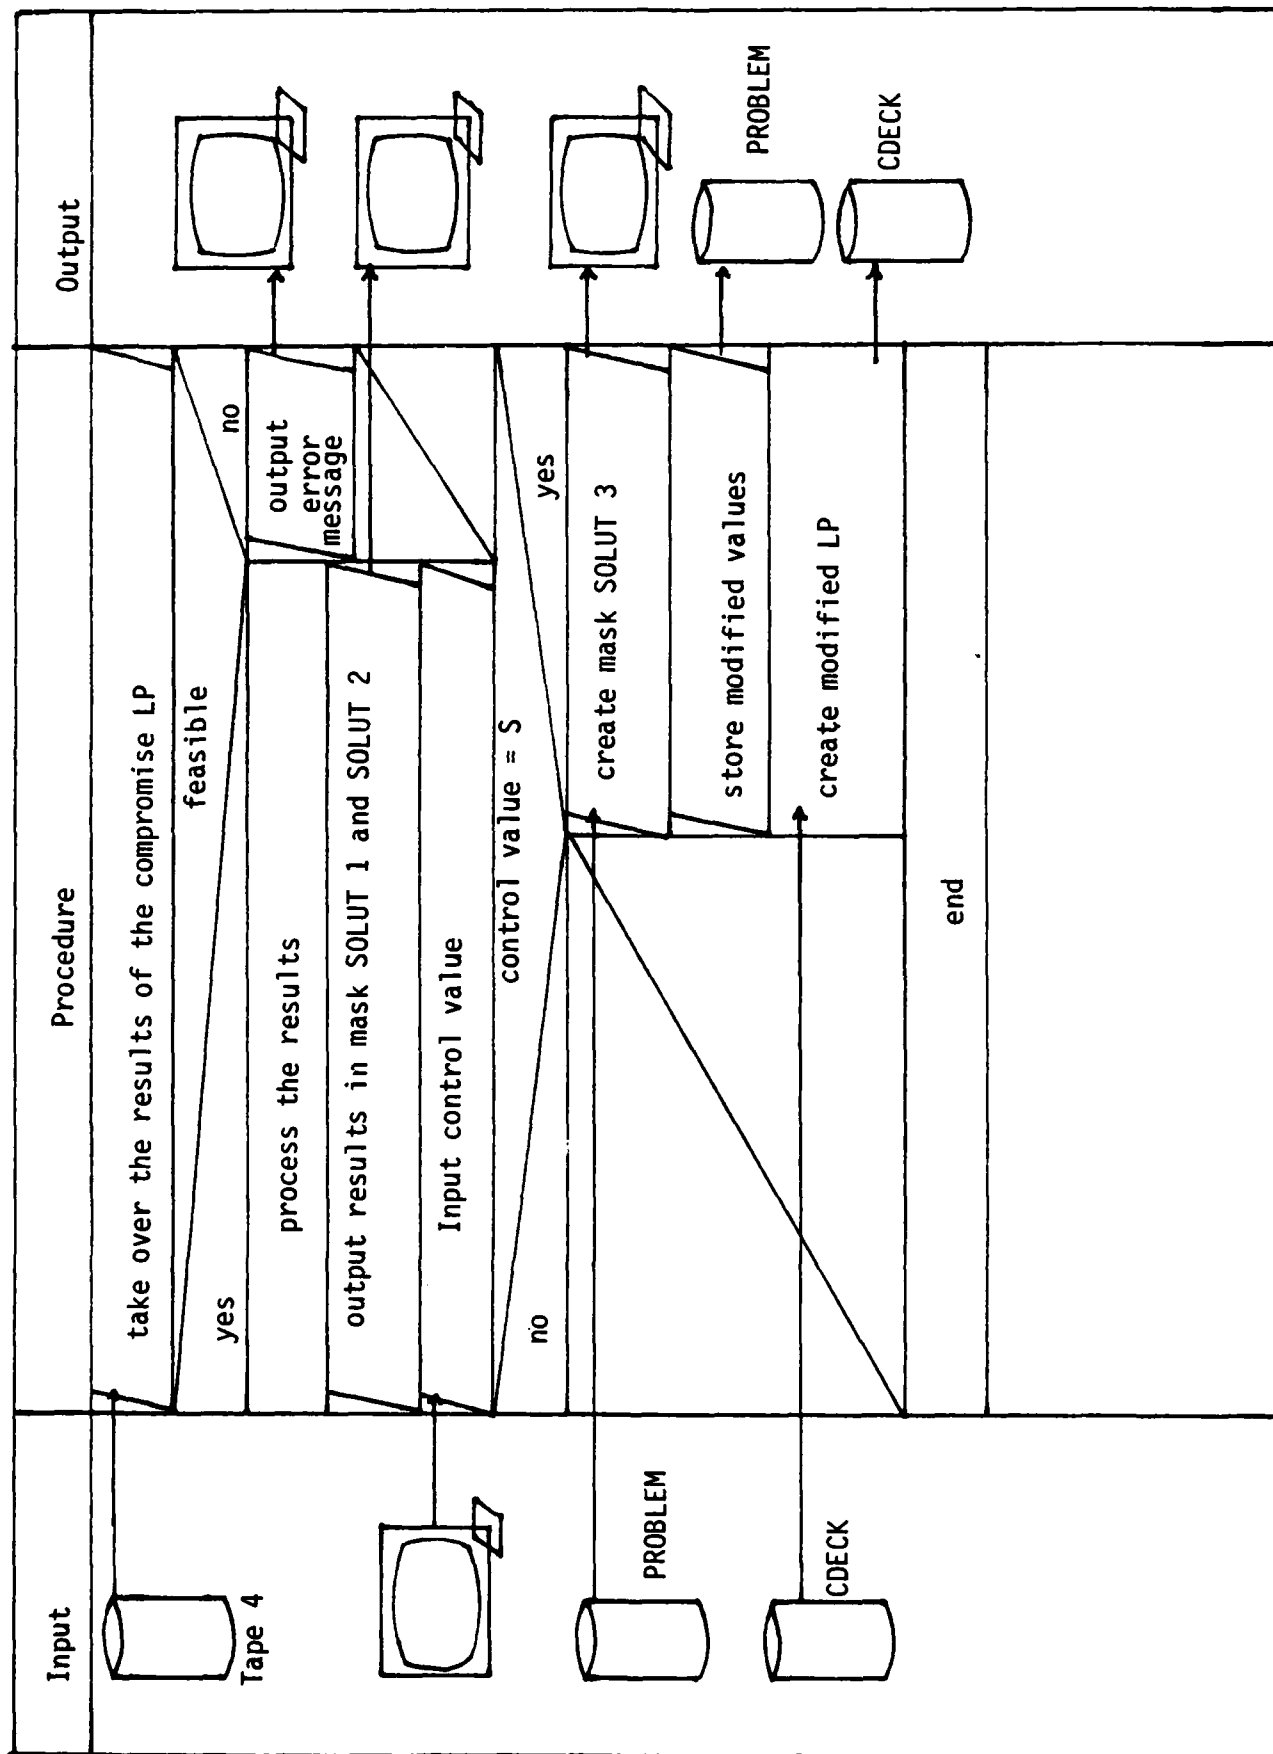 Input
Procedure
Output
Tape 4
take over the results of the compromise LP
feasible
yes
no
process the results
output
error
message
output results in mask SOLUT 1 and SOLUT 2
Input control value
control value = S
no
yes
PROBLEM
create mask SOLUT 3
store modified values
PROBLEM
CDECK
create modified LP
CDECK
end